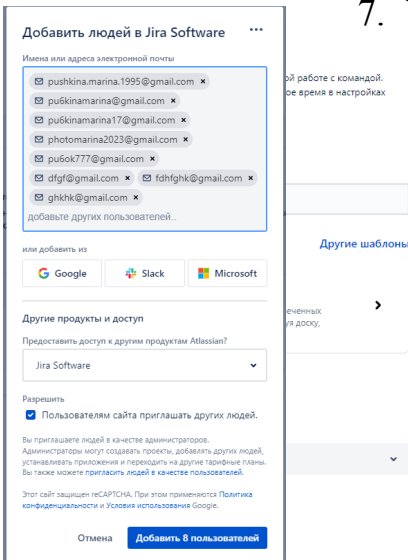 7.
Добавить людей в Jira Software
Имена или адреса электронной почты
pushkina.marina.1995@gmail.com ×
pu6kinamarina@gmail.com ×
pu6kinamarina17@gmail.com ×
photomarina2023@gmail.com ×
pu6ok777@gmail.com ×
dfgf@gmail.com × fdhfghk@gmail.com ×
ghkhk@gmail.com ×
добавьте других пользователей..
или добавить из
Google Slack Microsoft
Другие продукты и доступ
Предоставить доступ к другим продуктам Atlassian?
Jira Software
Разрешить
Пользователям сайта приглашать других людей.
Вы приглашаете людей в качестве администраторов.
Администраторы могут создавать проекты, добавлять других людей,
устанавливать приложения и переходить на другие тарифные планы.
Вы также можете пригласить людей в качестве пользователей.
Этот сайт защищен reCAPTCHA. При этом применяются Политика
конфиденциальности и Условия использования Google.
Отмена Добавить 8 пользователей
ой работе с командой.
ое время в настройках
Другие шаблоны
еченных
уя доску,